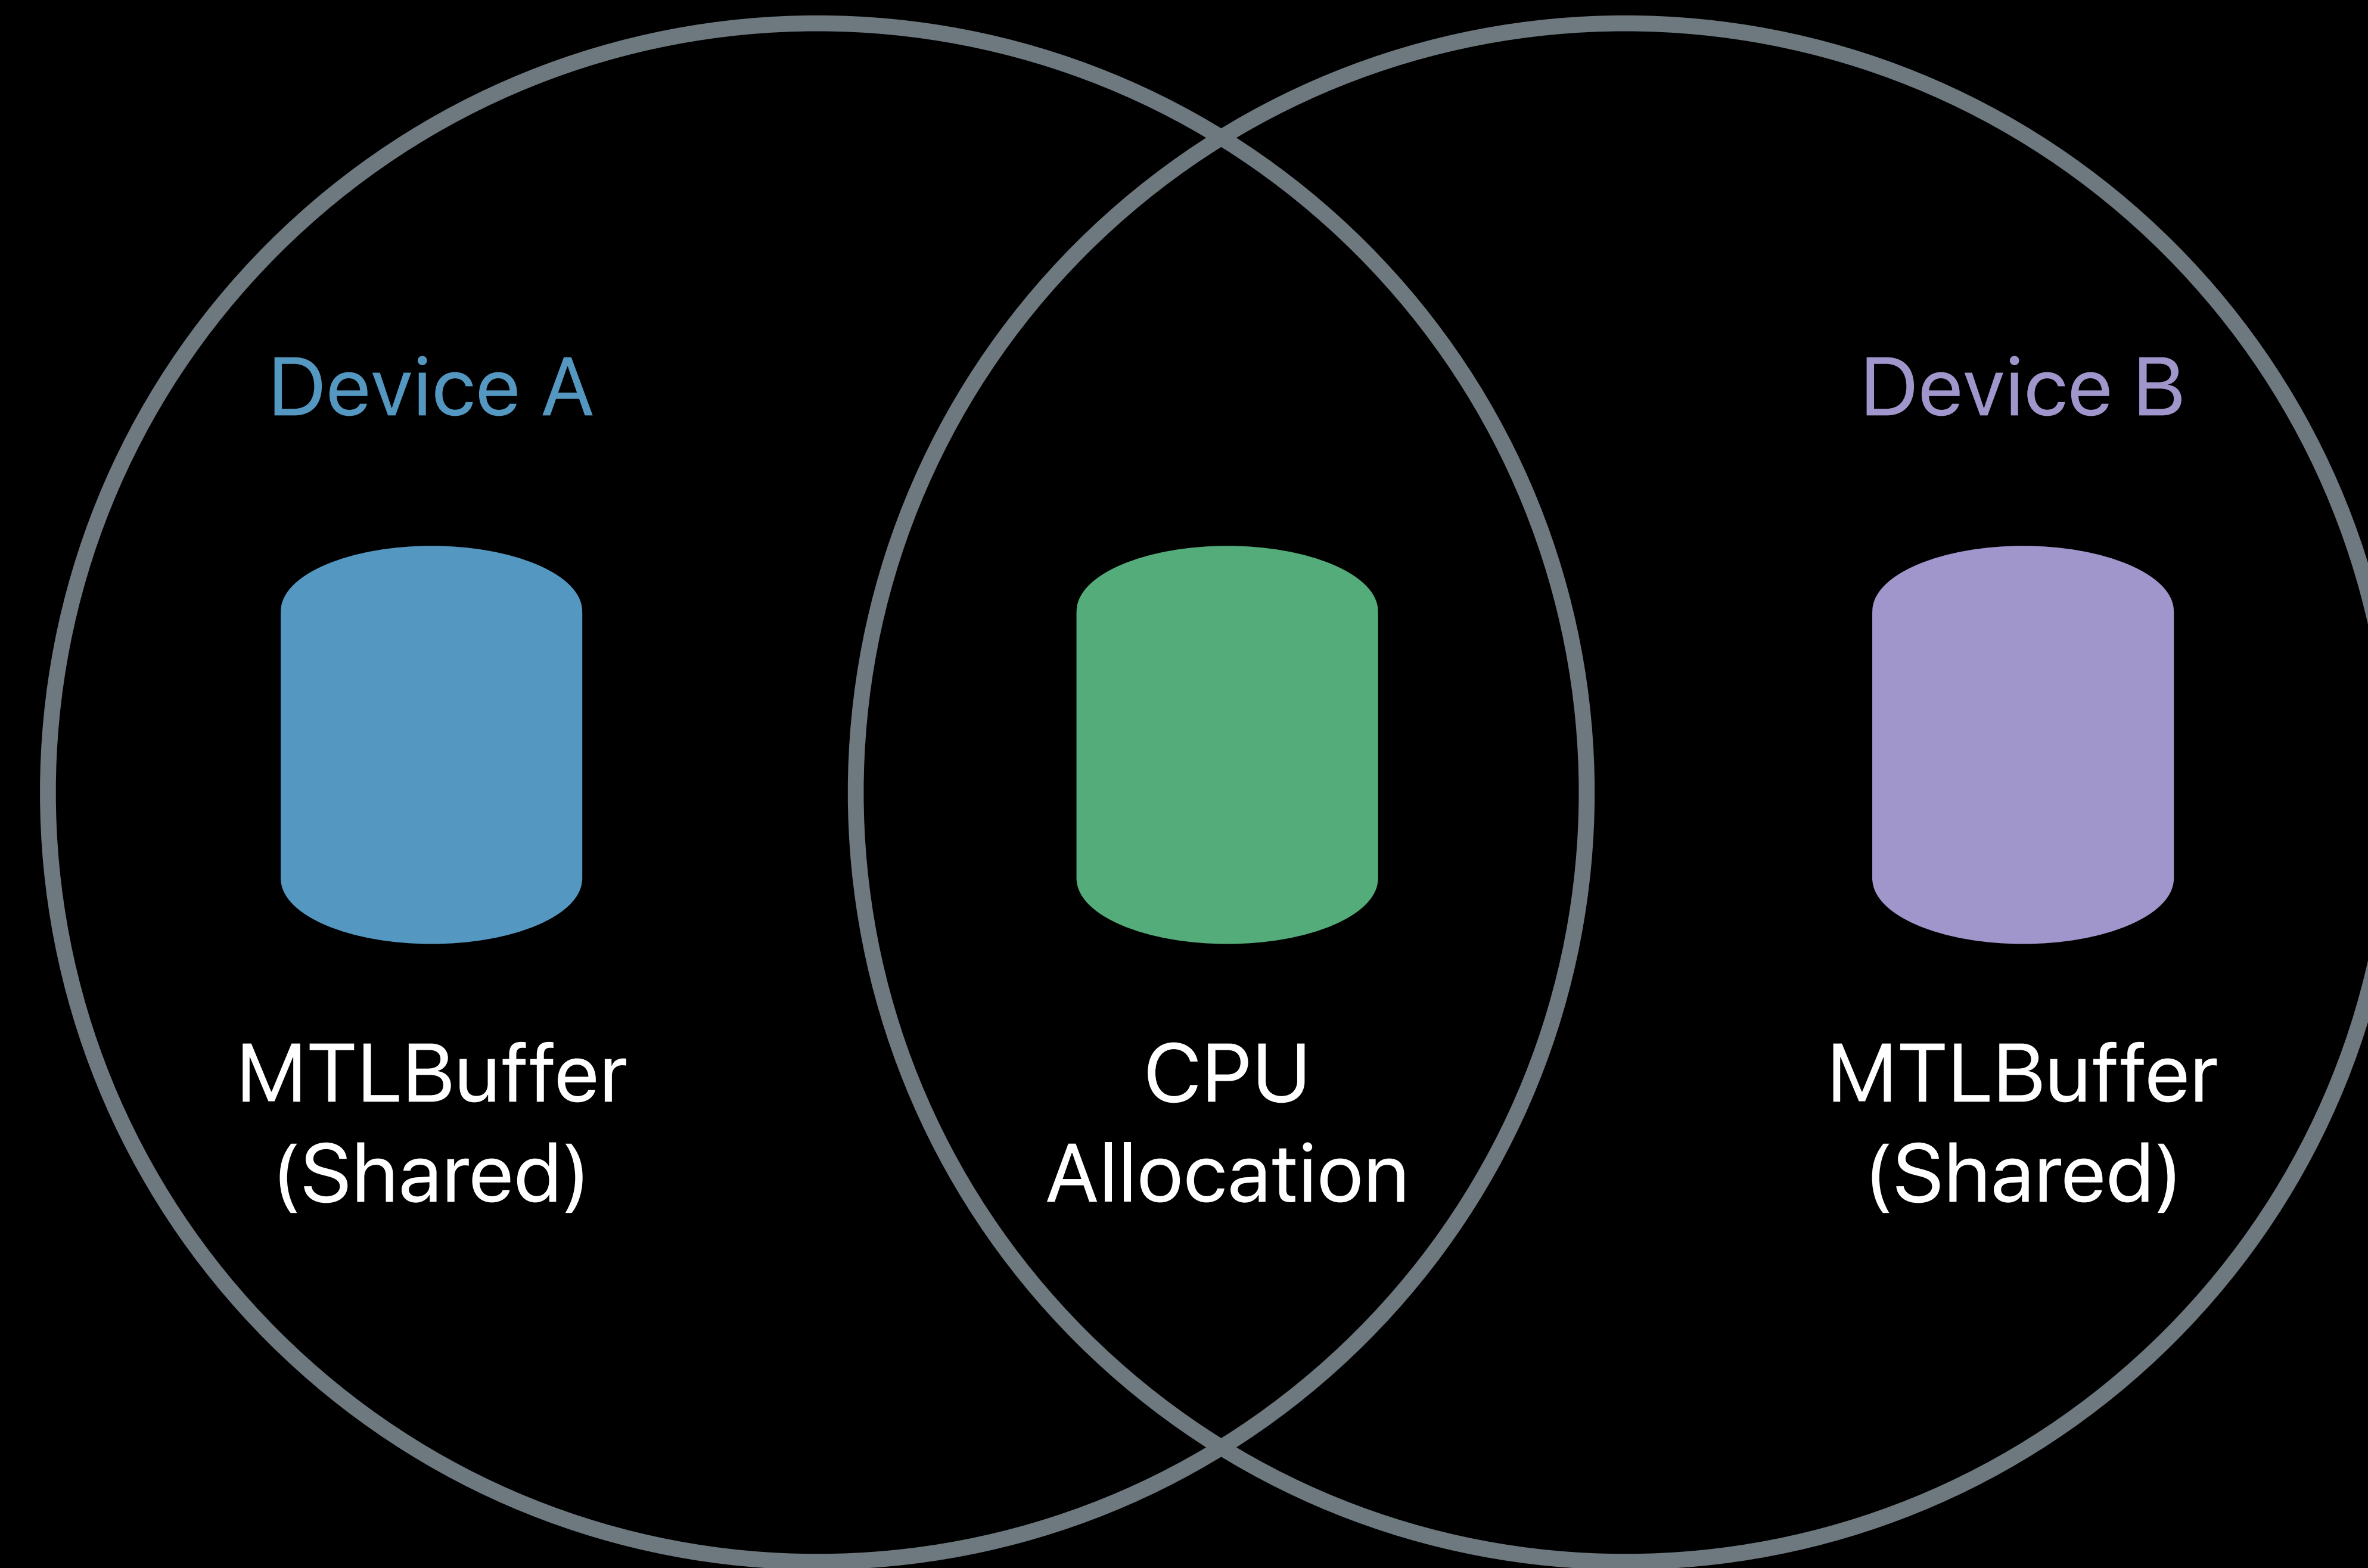 Device A
Device B
MTLBuffer
(Shared)
CPU
Allocation
MTLBuffer
(Shared)